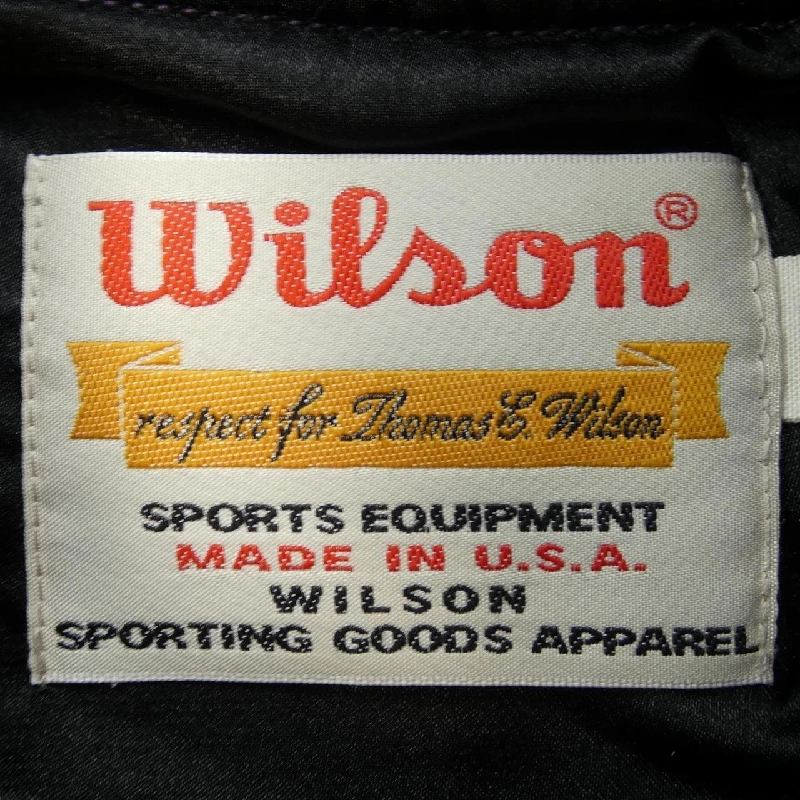 Wilson®
respect for Thomas E. Wilson
SPORTS EQUIPMENT
MADE IN U.S.A.
WILSON
SPORTING GOODS APPAREL